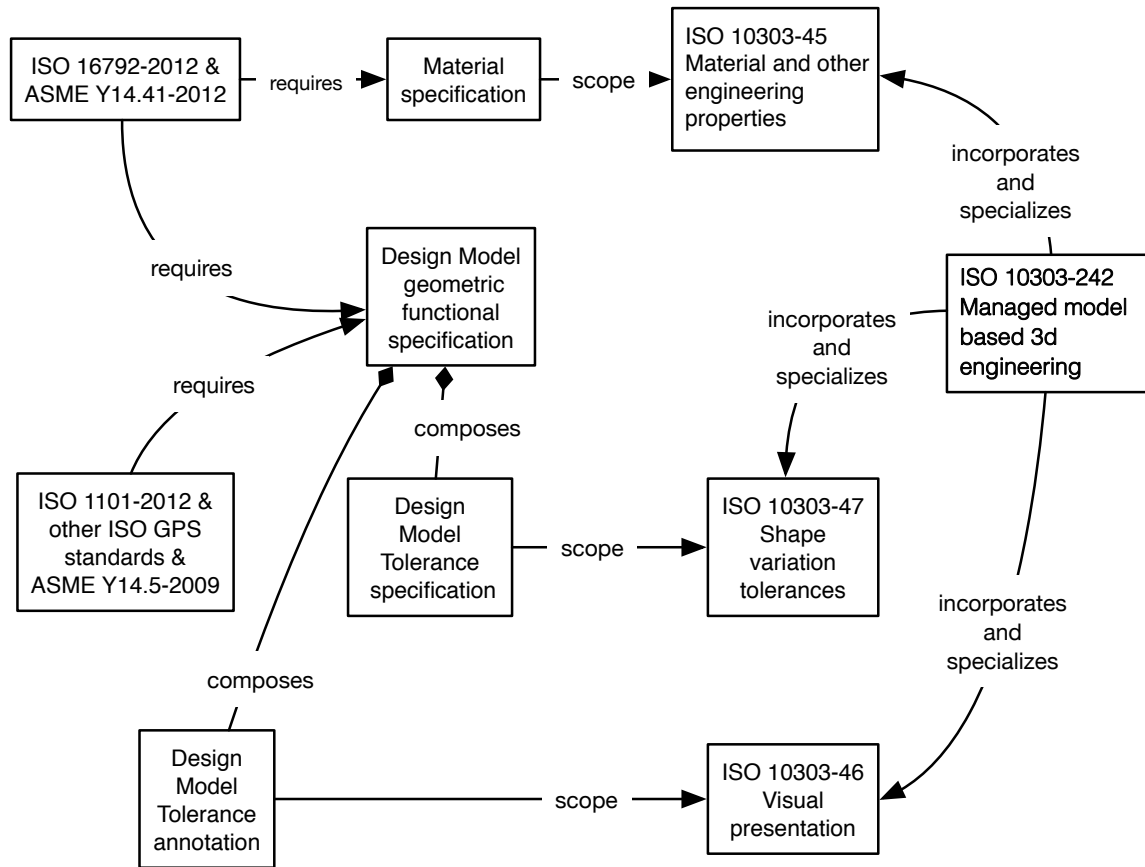 ISO 16792-2012 &
ASME Y14.41-2012
requires
Material
specification
scope
ISO 10303-45
Material and other
engineering
properties
incorporates
and
specializes
requires
Design Model
geometric
functional
specification
ISO 10303-242
Managed model
based 3d
engineering
incorporates
and
specializes
requires
composes
ISO 1101-2012 &
other ISO GPS
standards &
ASME Y14.5-2009
Design
Model
Tolerance
specification
scope
ISO 10303-47
Shape
variation
tolerances
incorporates
and
specializes
composes
Design
Model
Tolerance
annotation
scope
ISO 10303-46
Visual
presentation